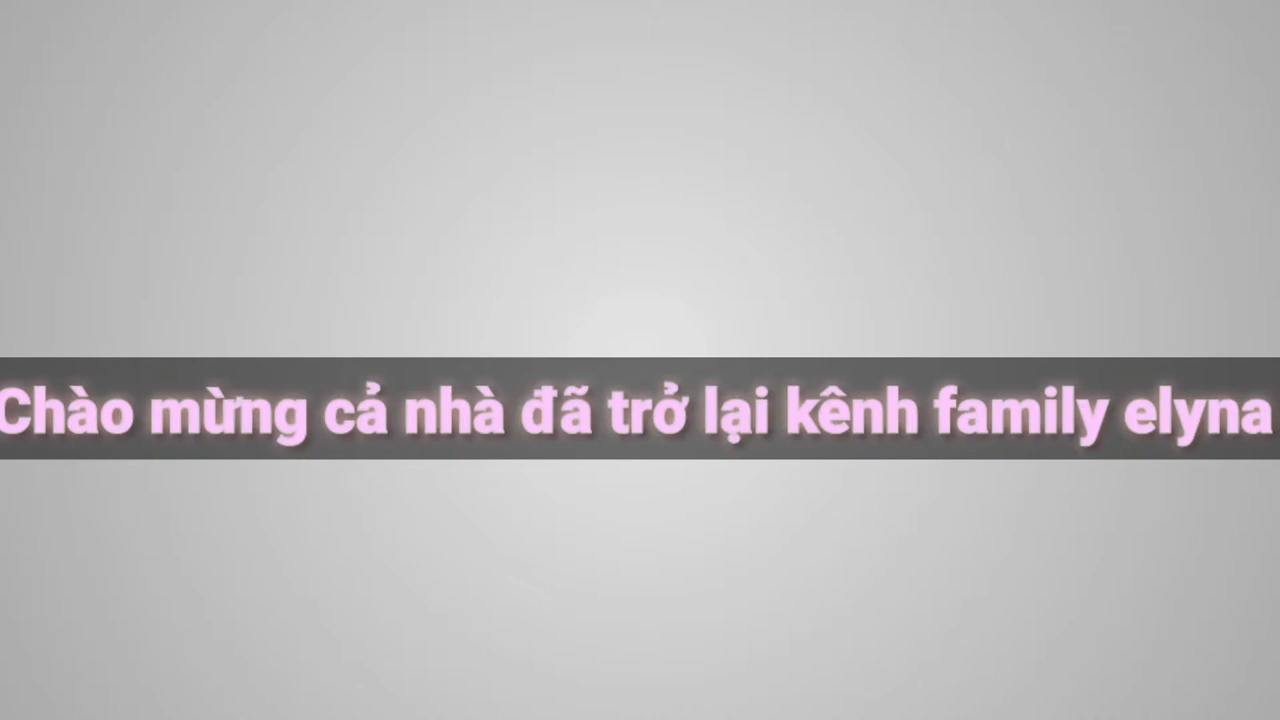 Chào mừng cả nhà đã trở lại kênh family elyna